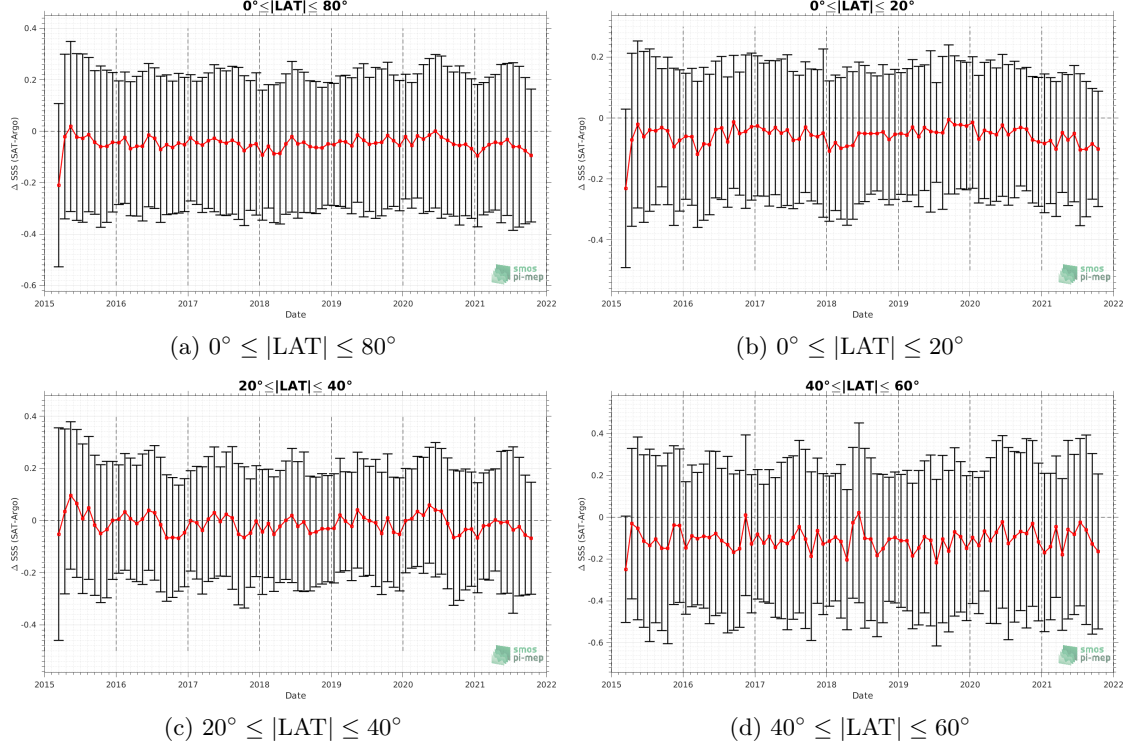 0°≤|LAT|≤ 80°
0.4
0.2
0
-0.2
-0.4
-0.6
Δ SSS (SAT-Argo)
2015 2016 2017 2018 2019 2020 2021 2022
Date
smos
pi-mep
(a) 0° ≤ |LAT| ≤ 80°
0°≤|LAT|≤ 20°
0.2
0
-0.2
-0.4
Δ SSS (SAT-Argo)
2015 2016 2017 2018 2019 2020 2021 2022
Date
smos
pi-mep
(b) 0° ≤ |LAT| ≤ 20°
20°≤|LAT|≤ 40°
0.4
0.2
0
-0.2
-0.4
Δ SSS (SAT-Argo)
2015 2016 2017 2018 2019 2020 2021 2022
Date
smos
pi-mep
(c) 20° ≤ |LAT| ≤ 40°
40°≤|LAT|≤ 60°
0.4
0.2
0
-0.2
-0.4
-0.6
Δ SSS (SAT-Argo)
2015 2016 2017 2018 2019 2020 2021 2022
Date
smos
pi-mep
(d) 40° ≤ |LAT| ≤ 60°